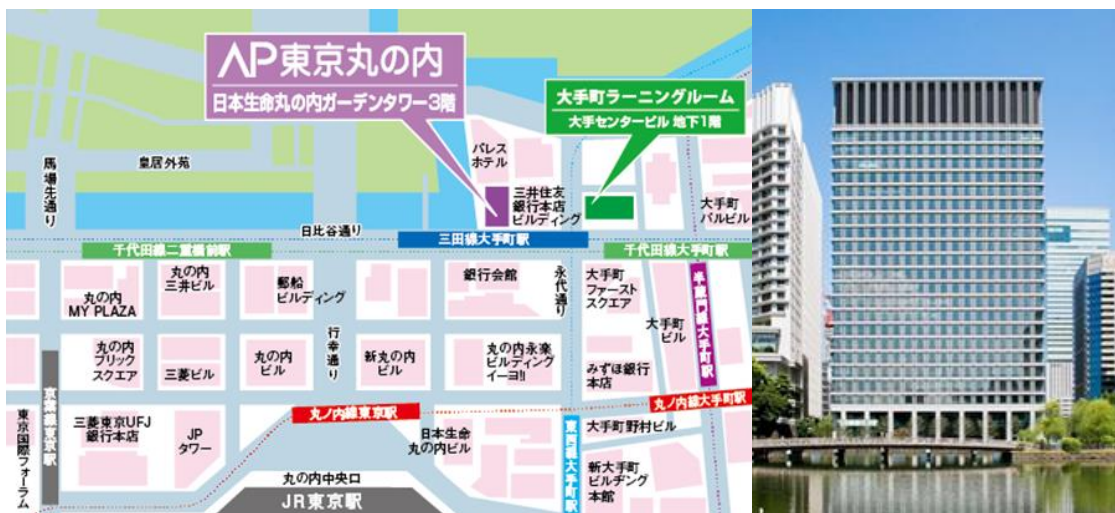 AP東京丸の内
日本生命丸の内ガーデンタワー3階
大手町ラーニングルーム
大手センタービル 地下1階
馬場先通り
皇居外苑
パレス
ホテル
三井住友
銀行本店
ビルディング
大手町
パルビル
日比谷通り
三田線大手町駅
千代田線二重橋前駅
千代田線大手町駅
丸の内
MY PLAZA
丸の内
三井ビル
郵船
ビルディング
銀行会館
永代通り
大手町
ファースト
スクエア
半蔵門線大手町駅
大手町
ビル
行幸通り
丸の内
ブリック
スクエア
三菱ビル
丸の内
ビル
新丸の内
ビル
丸の内永楽
ビルディング
イーヨ!!
みずほ銀行
本店
京葉線東京駅
丸ノ内線東京駅
丸ノ内線大手町駅
東京国際フォーラム
三菱東京UFJ
銀行本店
JP
タワー
日本生命
丸の内ビル
東西線大手町駅
大手町野村ビル
新大手町
ビルヂング
本館
丸の内中央口
JR東京駅